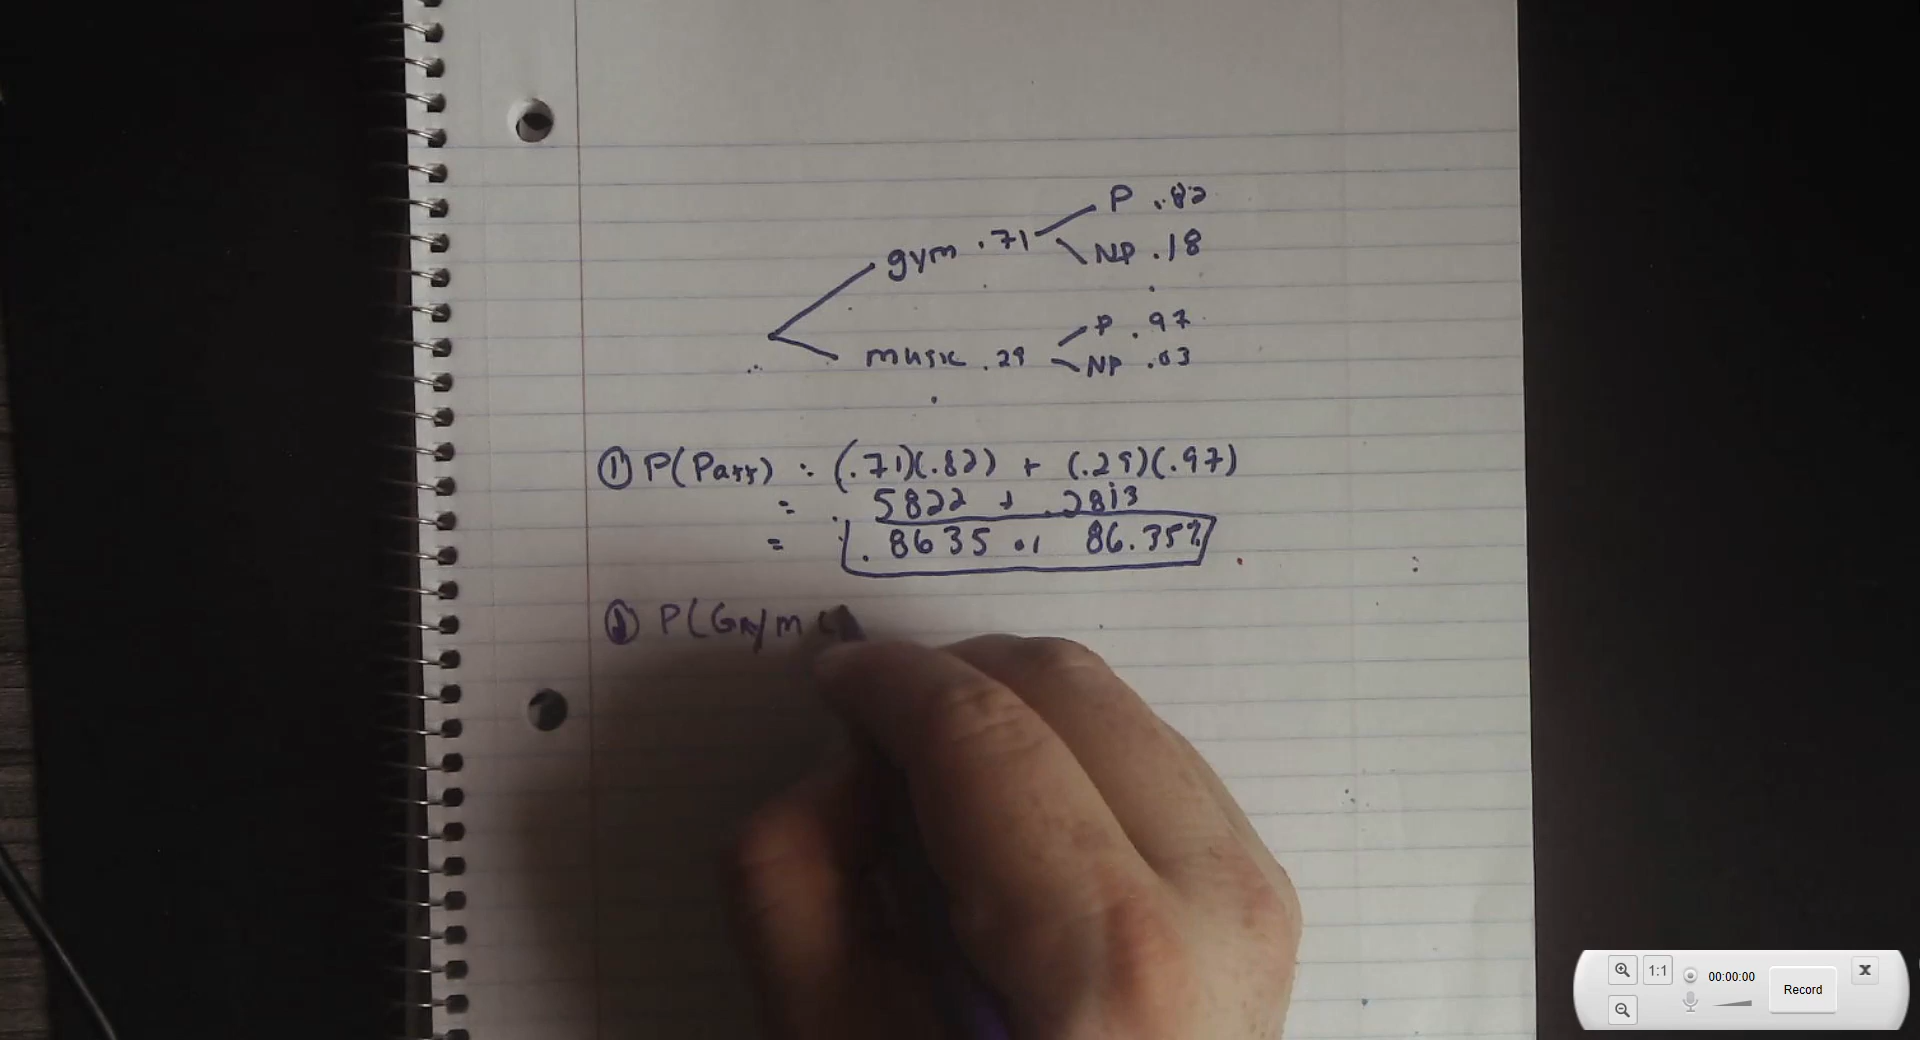 P .82
gym .71
NP .18
P .97
music .29
NP .03
① P(Pass) = (.71)(.82) + (.29)(.97)
= .5822 + .2813
= .8635 or 86.35%
② P(Gym
1:1
00:00:00
Record